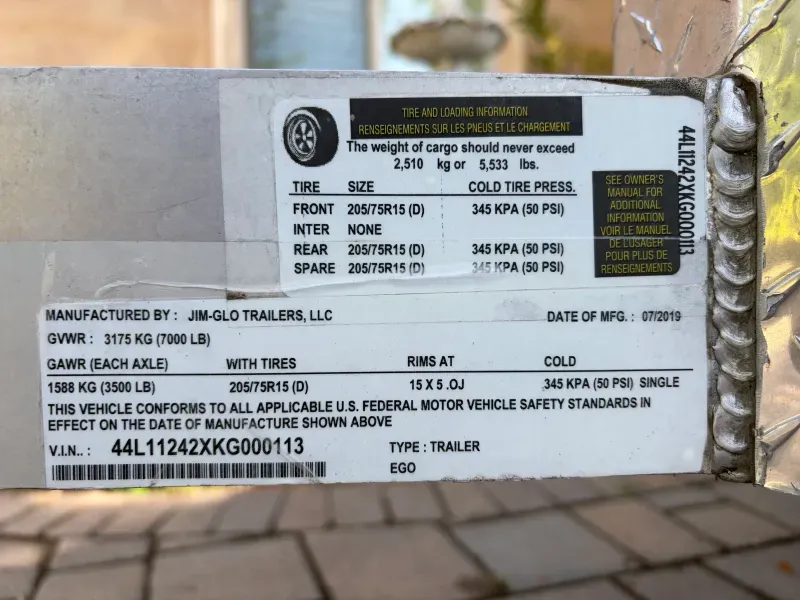 TIRE AND LOADING INFORMATION
RENSEIGNEMENTS SUR LES PNEUS ET LE CHARGEMENT
The weight of cargo should never exceed
2,510 kg or 5,533 lbs.
TIRE SIZE COLD TIRE PRESS.
FRONT 205/75R15 (D) 345 KPA (50 PSI)
INTER NONE
REAR 205/75R15 (D) 345 KPA (50 PSI)
SPARE 205/75R15 (D) 345 KPA (50 PSI)
SEE OWNER'S
MANUAL FOR
ADDITIONAL
INFORMATION
VOIR LE MANUEL
DE L'USAGER
POUR PLUS DE
RENSEIGNEMENTS
44L11242XKG000113
MANUFACTURED BY : JIM-GLO TRAILERS, LLC DATE OF MFG. : 07/2019
GVWR : 3175 KG (7000 LB)
GAWR (EACH AXLE) WITH TIRES RIMS AT COLD
1588 KG (3500 LB) 205/75R15 (D) 15 X 5 .OJ 345 KPA (50 PSI) SINGLE
THIS VEHICLE CONFORMS TO ALL APPLICABLE U.S. FEDERAL MOTOR VEHICLE SAFETY STANDARDS IN
EFFECT ON THE DATE OF MANUFACTURE SHOWN ABOVE
V.I.N.. : 44L11242XKG000113 TYPE : TRAILER
EGO